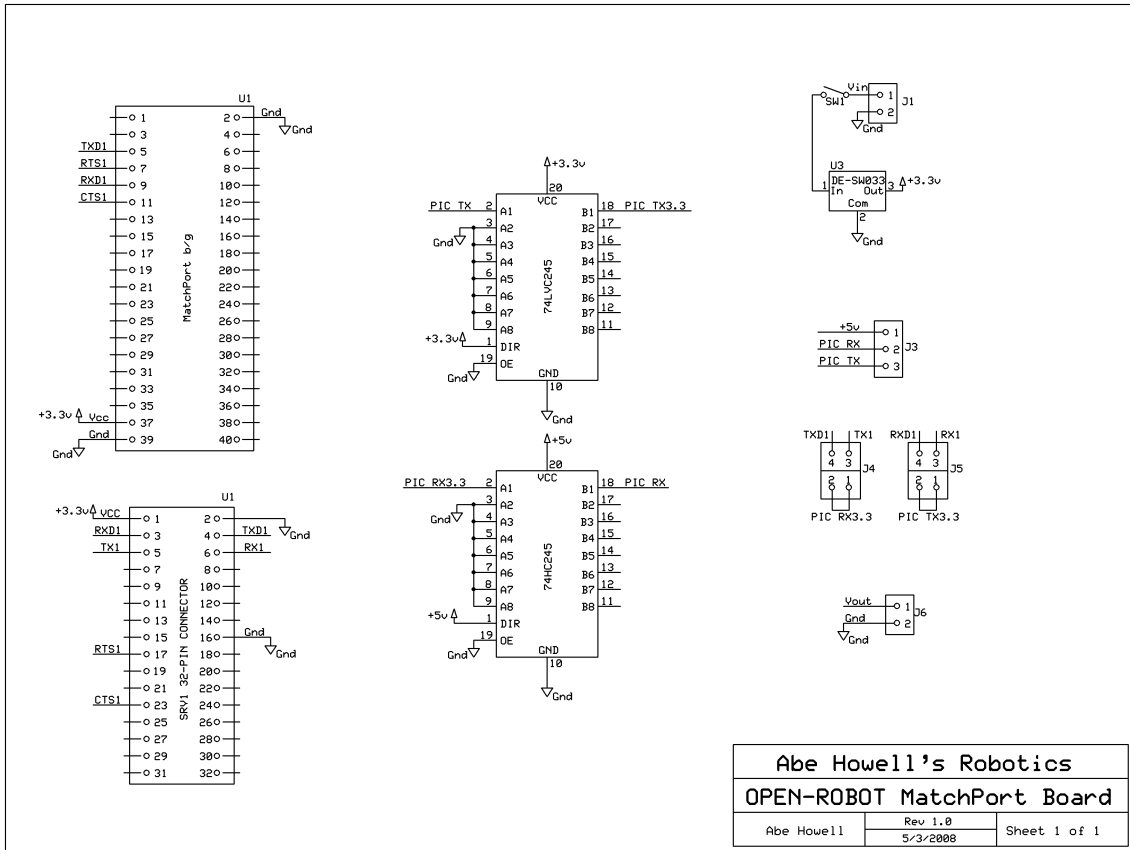 U1
1 2 Gnd
Gnd
3 4
TXD1 5 6
RTS1 7 8
RXD1 9 10
CTS1 11 12
13 14
15 16
17 18
19 20
21 22
23 24
25 26
27 28
29 30
31 32
33 34
35 36
+3.3v Vcc 37 38
Gnd 39 40
Gnd
MatchPort b/g
U1
+3.3v VCC 1 2
Gnd
RXD1 3 4 TXD1
TX1 5 6 RX1
7 8
9 10
11 12
13 14
15 16 Gnd
Gnd
RTS1 17 18
19 20
21 22
CTS1 23 24
25 26
27 28
29 30
31 32
SRV1 32-PIN CONNECTOR
+3.3v
20
VCC
PIC TX 2 A1 B1 18 PIC TX3.3
Gnd 3 A2 B2 17
4 A3 B3 16
5 A4 B4 15
6 A5 B5 14
7 A6 B6 13
8 A7 B7 12
9 A8 B8 11
+3.3v 1 DIR
19 OE
Gnd
74LVC245
GND
10
Gnd
+5v
20
VCC
PIC RX3.3 2 A1 B1 18 PIC RX
Gnd 3 A2 B2 17
4 A3 B3 16
5 A4 B4 15
6 A5 B5 14
7 A6 B6 13
8 A7 B7 12
9 A8 B8 11
+5v 1 DIR
19 OE
Gnd
74HC245
GND
10
Gnd
SW1 Vin 1 J1
2
Gnd
U3
DE-SW033
1 In Out 3 +3.3v
Com
2
Gnd
+5v 1
PIC RX 2 J3
PIC TX 3
TXD1 TX1
4 3
J4
2 1
PIC RX3.3
RXD1 RX1
4 3
J5
2 1
PIC TX3.3
Vout 1 J6
Gnd 2
Gnd
Abe Howell's Robotics
OPEN-ROBOT MatchPort Board
Abe Howell
Rev 1.0
5/3/2008
Sheet 1 of 1